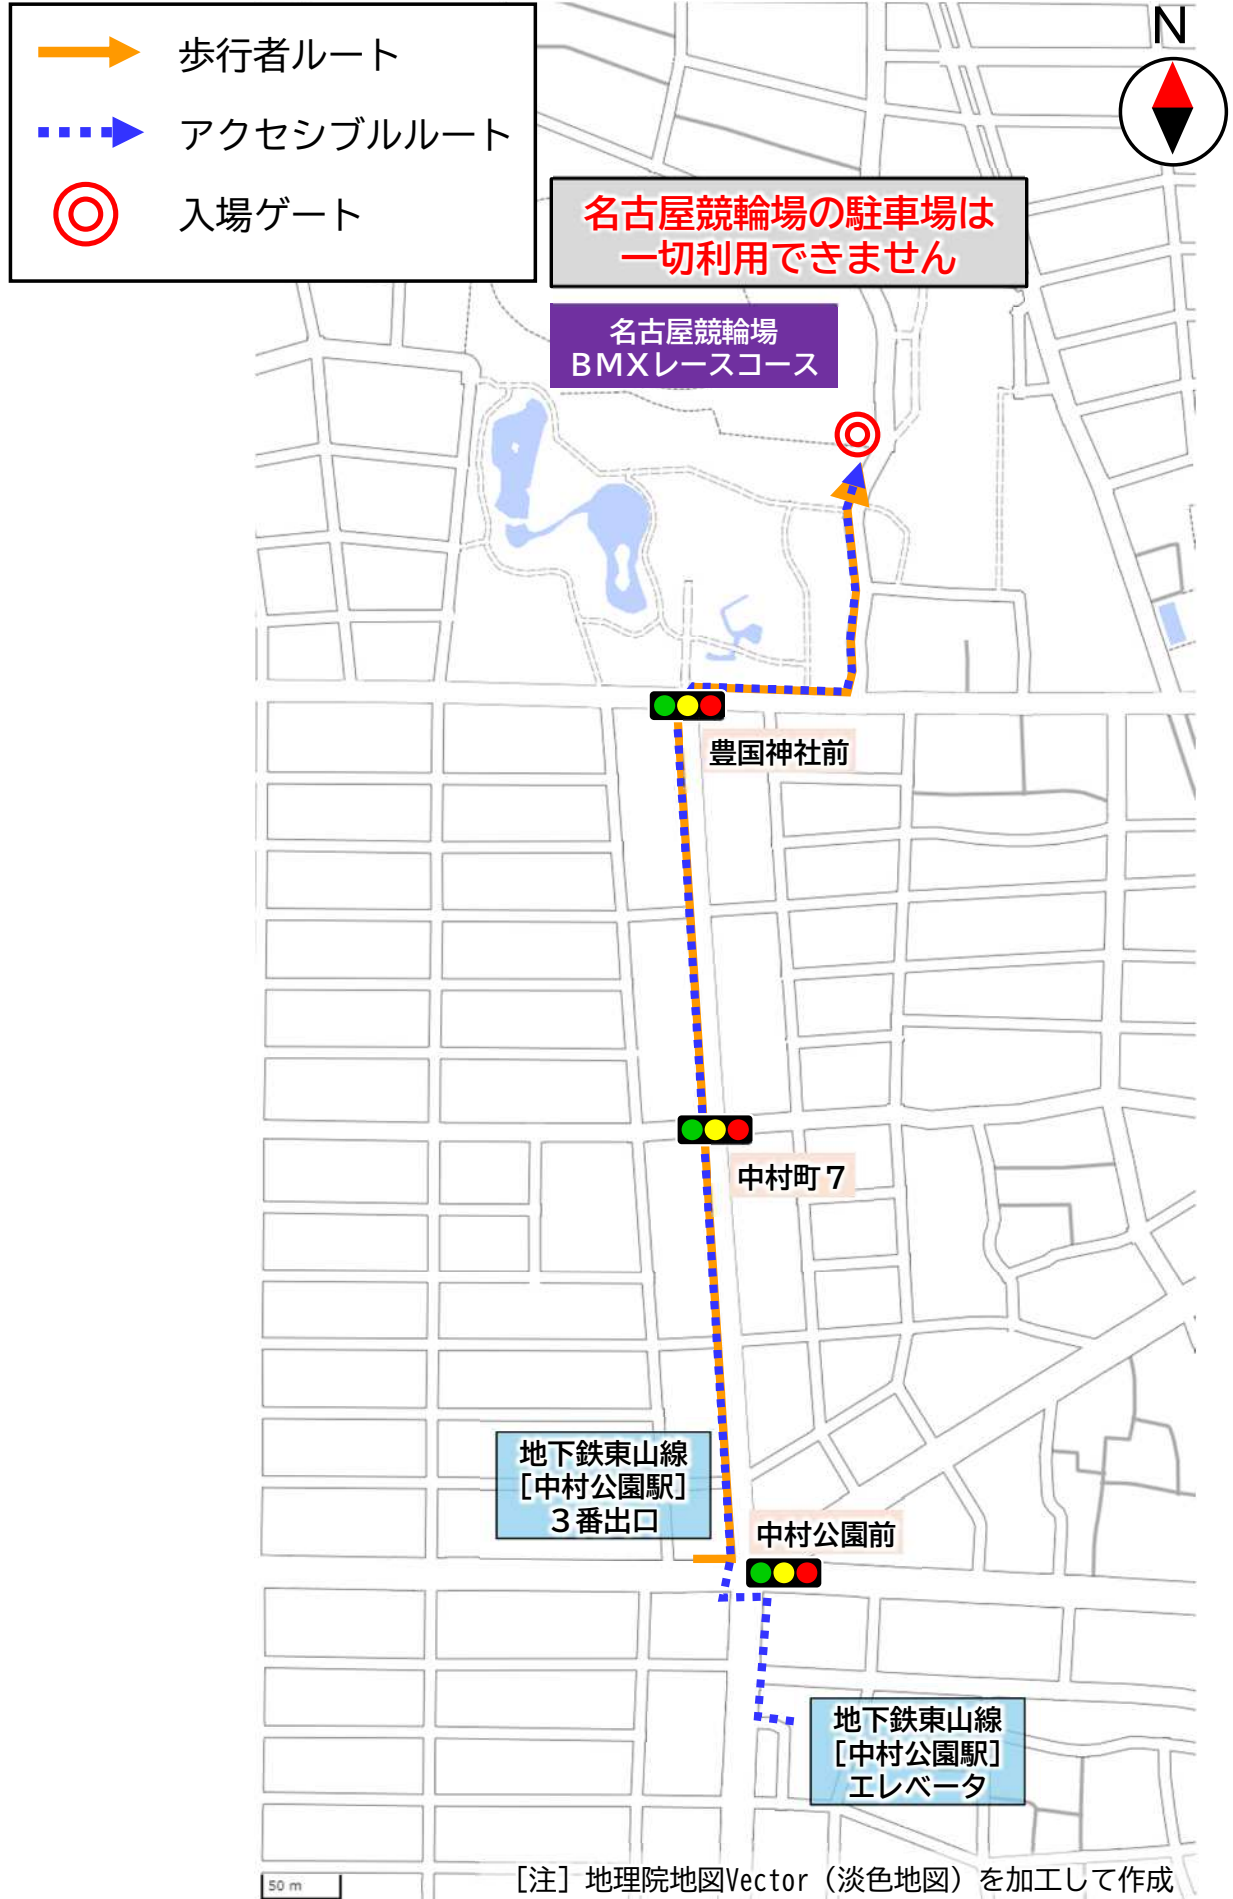 歩行者ルート
アクセシブルルート
入場ゲート
N
名古屋競輪場の駐車場は
一切利用できません
名古屋競輪場
ＢＭＸレースコース
豊国神社前
中村町７
地下鉄東山線
［中村公園駅］
３番出口
中村公園前
地下鉄東山線
［中村公園駅］
エレベータ
50 m
［注］地理院地図Vector（淡色地図）を加工して作成